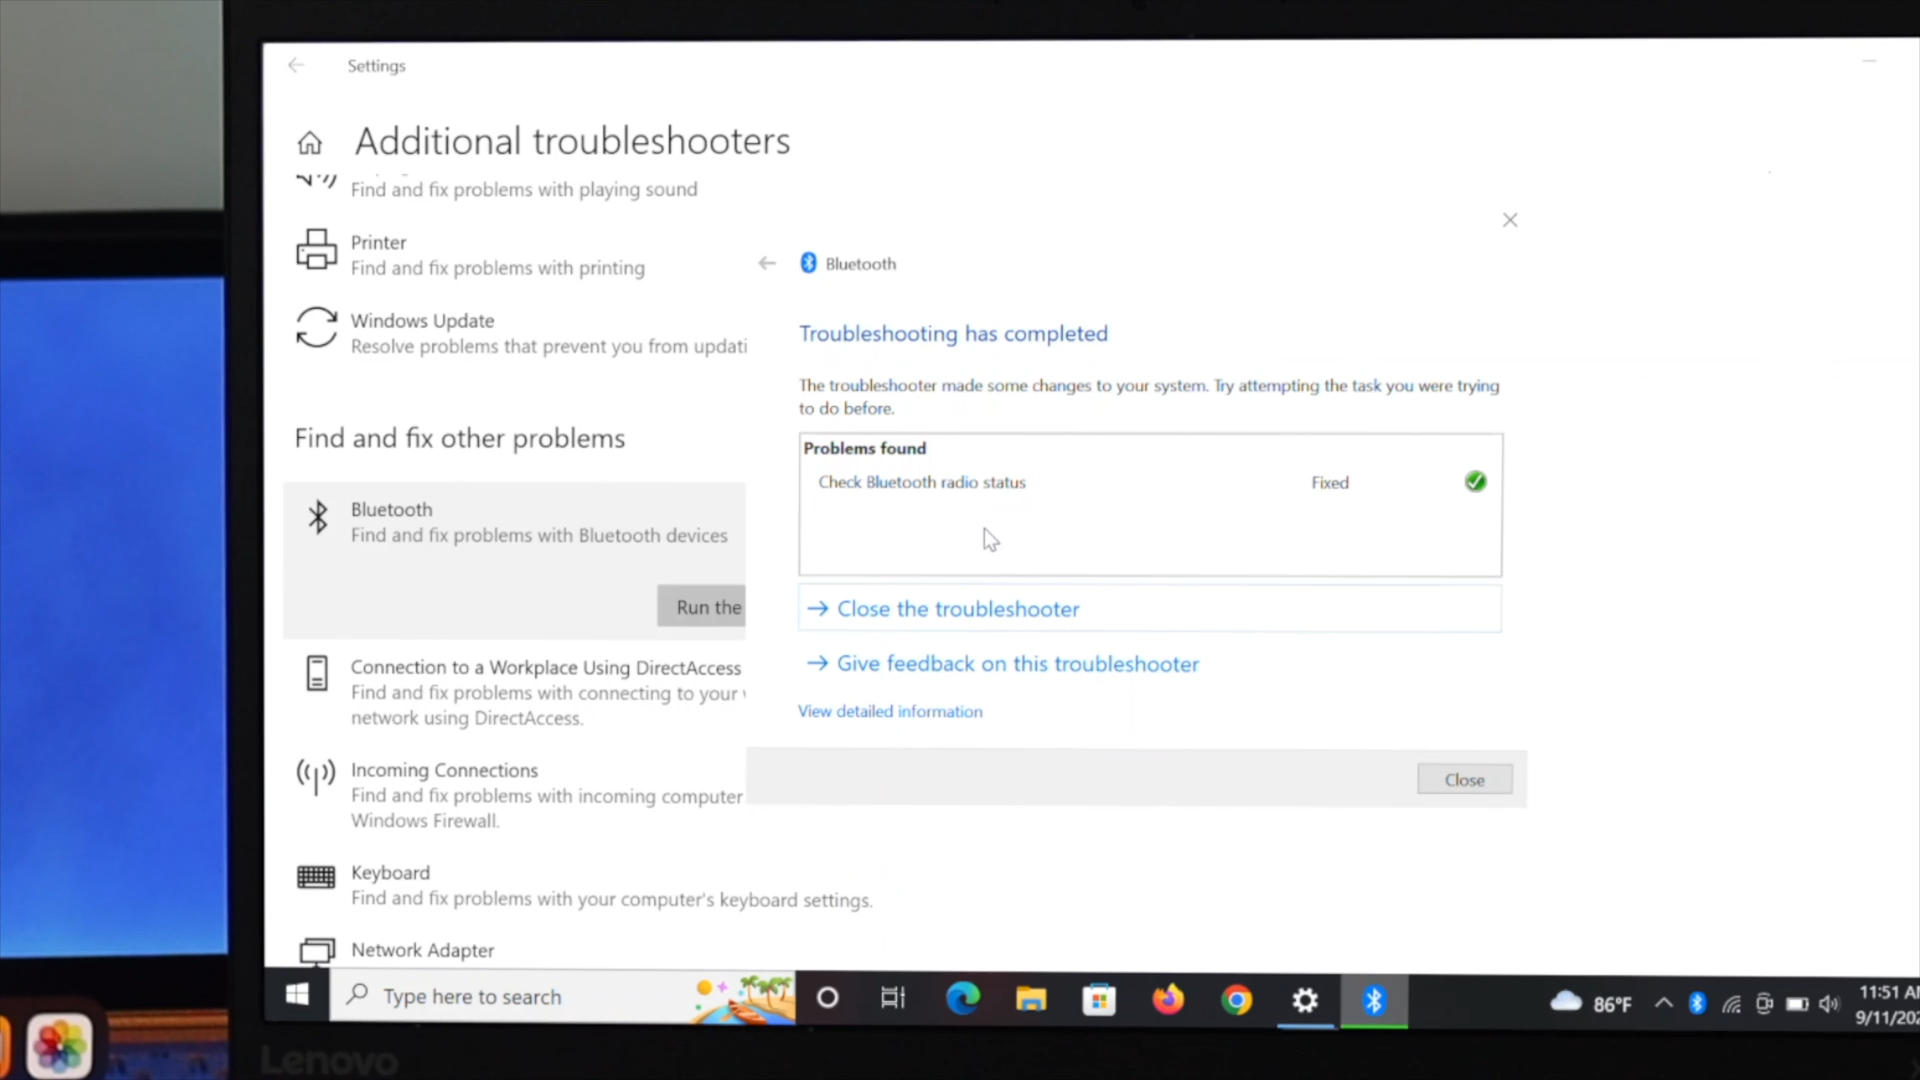 Settings
Additional troubleshooters
Find and fix problems with playing sound
Printer
Find and fix problems with printing
Windows Update
Resolve problems that prevent you from updati
Find and fix other problems
Bluetooth
Find and fix problems with Bluetooth devices
Run the
Connection to a Workplace Using DirectAccess
Find and fix problems with connecting to your
network using DirectAccess.
Incoming Connections
Find and fix problems with incoming computer
Windows Firewall.
Keyboard
Find and fix problems with your computer's keyboard settings.
Network Adapter
Bluetooth
Troubleshooting has completed
The troubleshooter made some changes to your system. Try attempting the task you were trying
to do before.
Problems found
Check Bluetooth radio status Fixed
→ Close the troubleshooter
→ Give feedback on this troubleshooter
View detailed information
Close
Type here to search
86°F
11:51 A
9/11/202
Lenovo